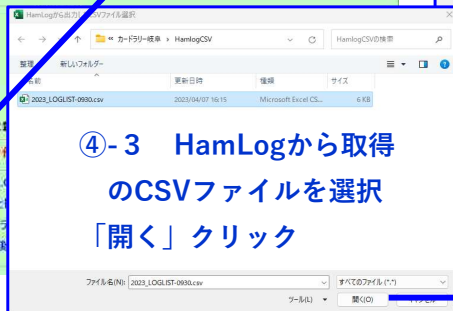 HamLogから出力し CSVファイル選択
« カードラリー岐阜 › HamlogCSV
HamlogCSVの検索
整理 新しいフォルダー
名前 更新日時 種類 サイズ
2023_LOGLIST-0930.csv 2023/04/07 16:15 Microsoft Excel CS... 6 KB
④-３ HamLogから取得
のCSVファイルを選択
「開く」クリック
ファイル名(N): 2023_LOGLIST-0930.csv すべてのファイル (*.*)
ツール(L) 開く(O)